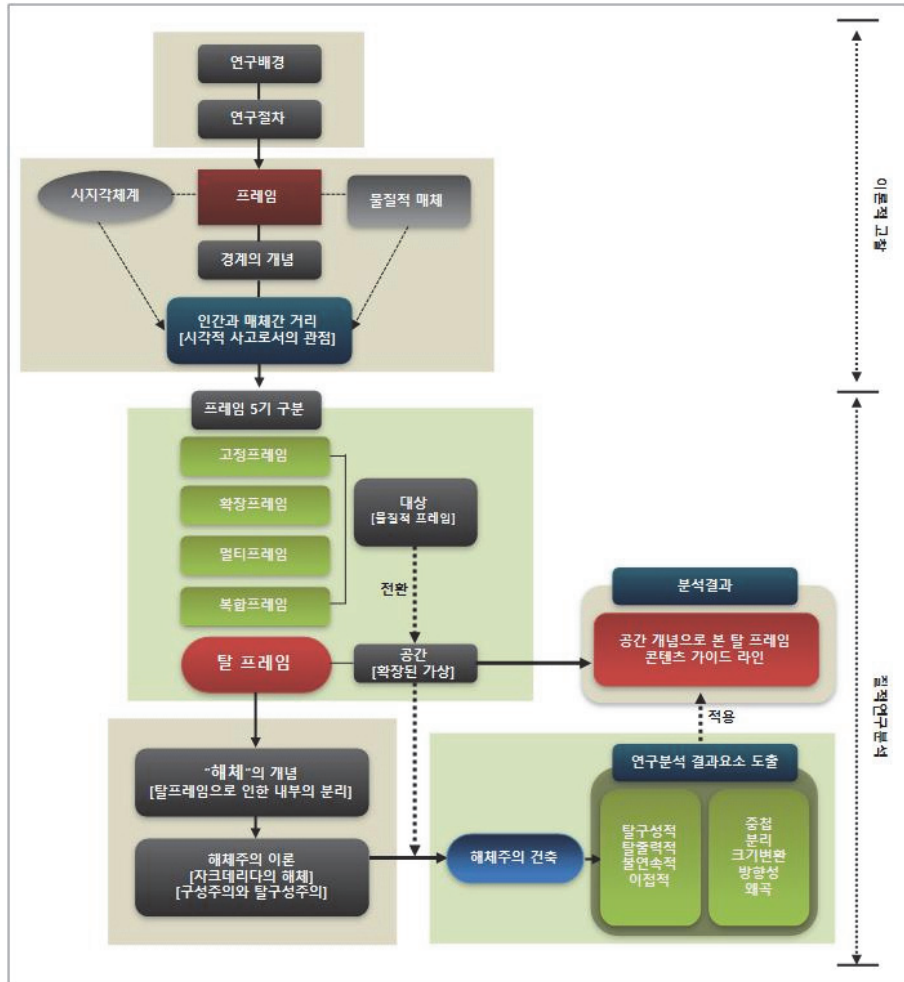 연구배경
연구절차
시지각체계
프레임
물질적 매체
경계의 개념
인간과 매체간 거리
[시각적 사고로서의 관점]
이론적 고찰
프레임 5기 구분
고정프레임
확장프레임
멀티프레임
복합프레임
탈 프레임
대상
[물질적 프레임]
전환
공간
[확장된 가상]
분석결과
공간 개념으로 본 탈 프레임
콘텐츠 가이드 라인
적용
질적연구분석
"해체"의 개념
[탈프레임으로 인한 내부의 분리]
해체주의 이론
[자크데리다의 해체]
[구성주의와 탈구성주의]
해체주의 건축
연구분석 결과요소 도출
탈구성적
탈출력적
불연속적
이접적
중첩
분리
크기변환
방향성
왜곡